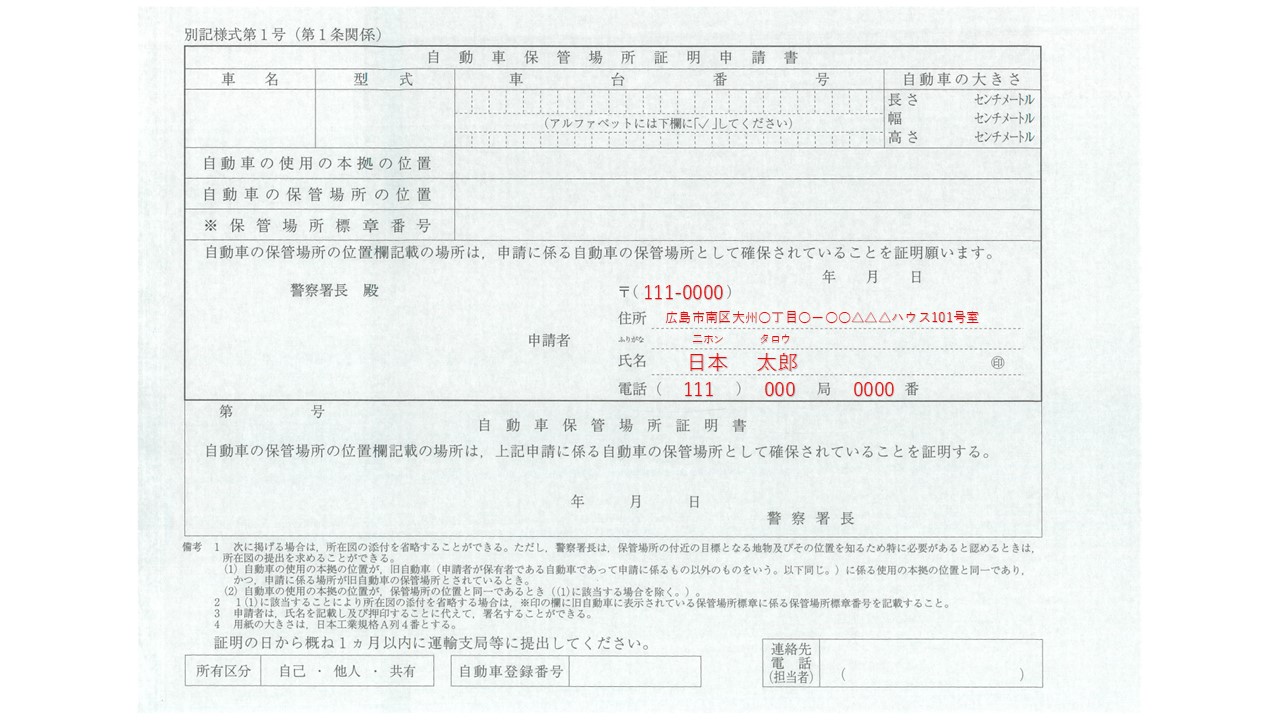 別記様式第1号（第1条関係）
自動車保管場所証明申請書
車名 型式 車台番号 自動車の大きさ
長さ センチメートル
（アルファベットには下欄に「✓」してください） 幅 センチメートル
高さ センチメートル
自動車の使用の本拠の位置
自動車の保管場所の位置
※保管場所標章番号
自動車の保管場所の位置欄記載の場所は，申請に係る自動車の保管場所として確保されていることを証明願います。
年 月 日
警察署長 殿 〒（111-0000）
住所 広島市南区大州〇丁目〇－〇〇△△△ハウス101号室
申請者 ふりがな ニホン タロウ
氏名 日本 太郎 ㊞
電話（ 111 ） 000 局 0000 番
第 号
自動車保管場所証明書
自動車の保管場所の位置欄記載の場所は，上記申請に係る自動車の保管場所として確保されていることを証明する。
年 月 日
警察署長
備考 1 次に掲げる場合は，所在図の添付を省略することができる。ただし，警察署長は，保管場所の付近の目標となる地物及びその位置を知るため特に必要があると認めるときは，
所在図の提出を求めることができる。
(1) 自動車の使用の本拠の位置が，旧自動車（申請者が保有者である自動車であって申請に係るもの以外のものをいう。以下同じ。）に係る使用の本拠の位置と同一であり，
かつ，申請に係る場所が旧自動車の保管場所とされているとき。
(2) 自動車の使用の本拠の位置が，保管場所の位置と同一であるとき（(1)に該当する場合を除く。）。
2 1(1)に該当することにより所在図の添付を省略する場合は，※印の欄に旧自動車に表示されている保管場所標章に係る保管場所標章番号を記載すること。
3 申請者は，氏名を記載し及び押印することに代えて，署名することができる。
4 用紙の大きさは，日本工業規格Ａ列4番とする。
証明の日から概ね1ヵ月以内に運輸支局等に提出してください。
所有区分 自己 ・ 他人 ・ 共有 自動車登録番号 連絡先
電話
（担当者） （ ）